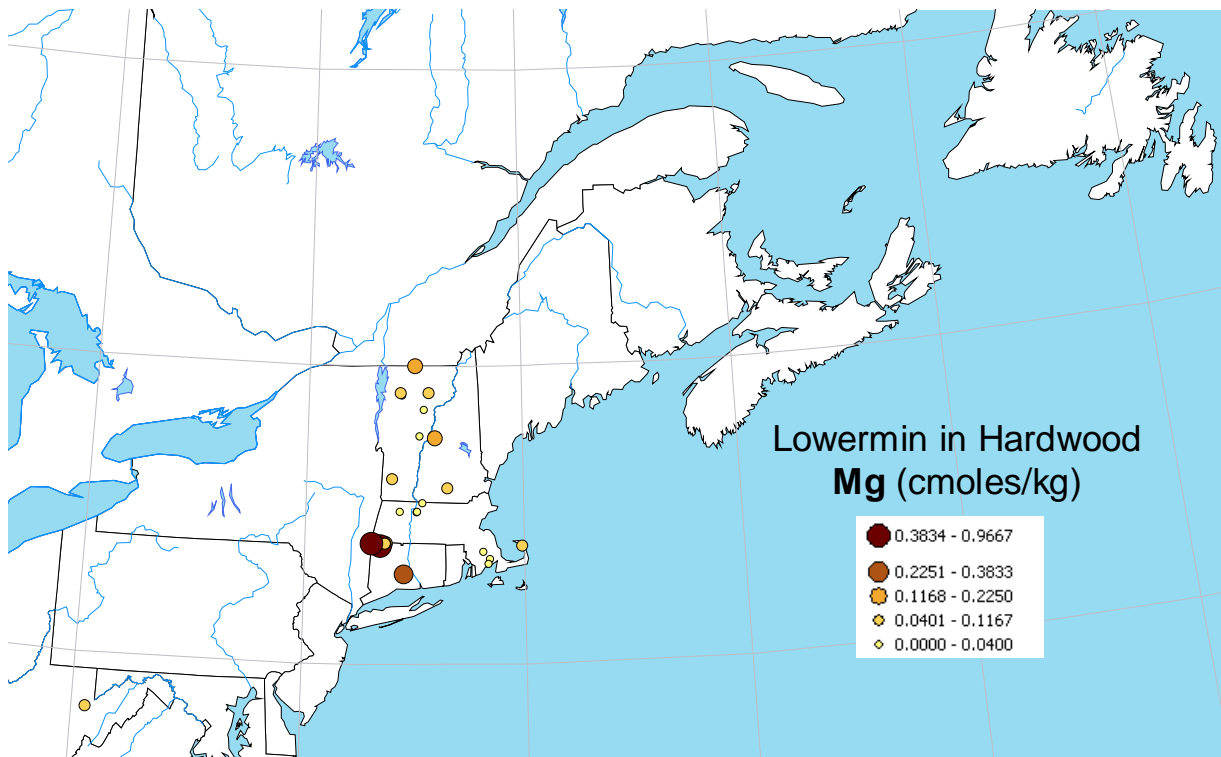 Lowermin in Hardwood
Mg (cmoles/kg)
0.3834 - 0.9667
0.2251 - 0.3833
0.1168 - 0.2250
0.0401 - 0.1167
0.0000 - 0.0400